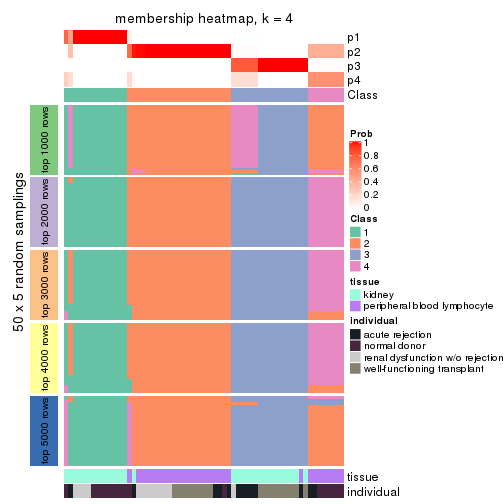 membership heatmap, k = 4
p1
p2
p3
p4
Class
50 x 5 random samplings
top 1000 rows
top 2000 rows
top 3000 rows
top 4000 rows
top 5000 rows
tissue
individual
Prob
1
0.8
0.6
0.4
0.2
0
Class
1
2
3
4
tissue
kidney
peripheral blood lymphocyte
individual
acute rejection
normal donor
renal dysfunction w/o rejection
well-functioning transplant